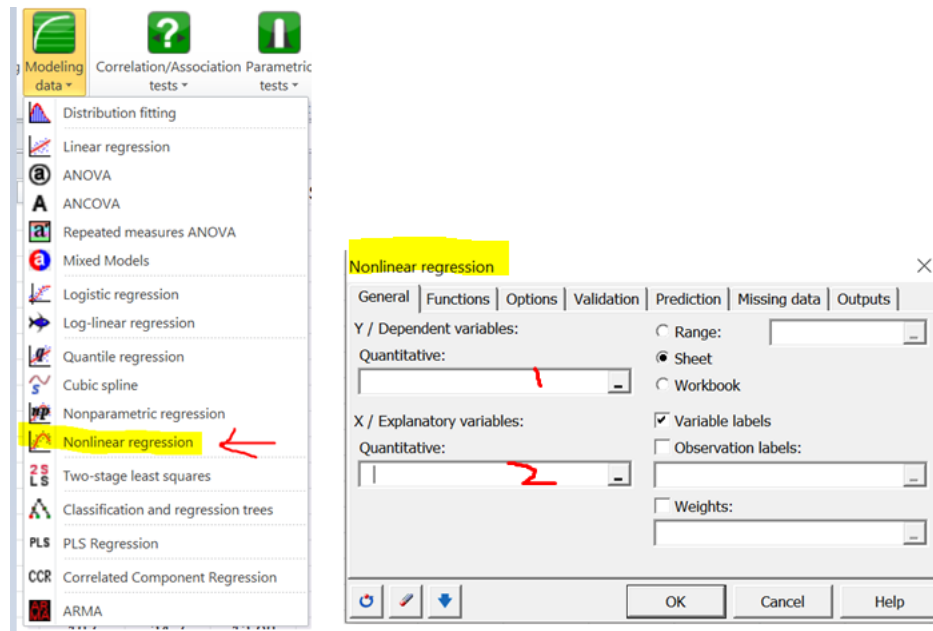 Modeling data
Correlation/Association tests
Parametric tests
Distribution fitting
Linear regression
a ANOVA
A ANCOVA
a Repeated measures ANOVA
a Mixed Models
Logistic regression
Log-linear regression
q Quantile regression
S Cubic spline
np Nonparametric regression
Nonlinear regression
2S LS Two-stage least squares
Classification and regression trees
PLS PLS Regression
CCR Correlated Component Regression
ARMA
Nonlinear regression
General Functions Options Validation Prediction Missing data Outputs
Y / Dependent variables:
Quantitative:
1
X / Explanatory variables:
Quantitative:
2
Range:
Sheet
Workbook
Variable labels
Observation labels:
Weights:
OK Cancel Help